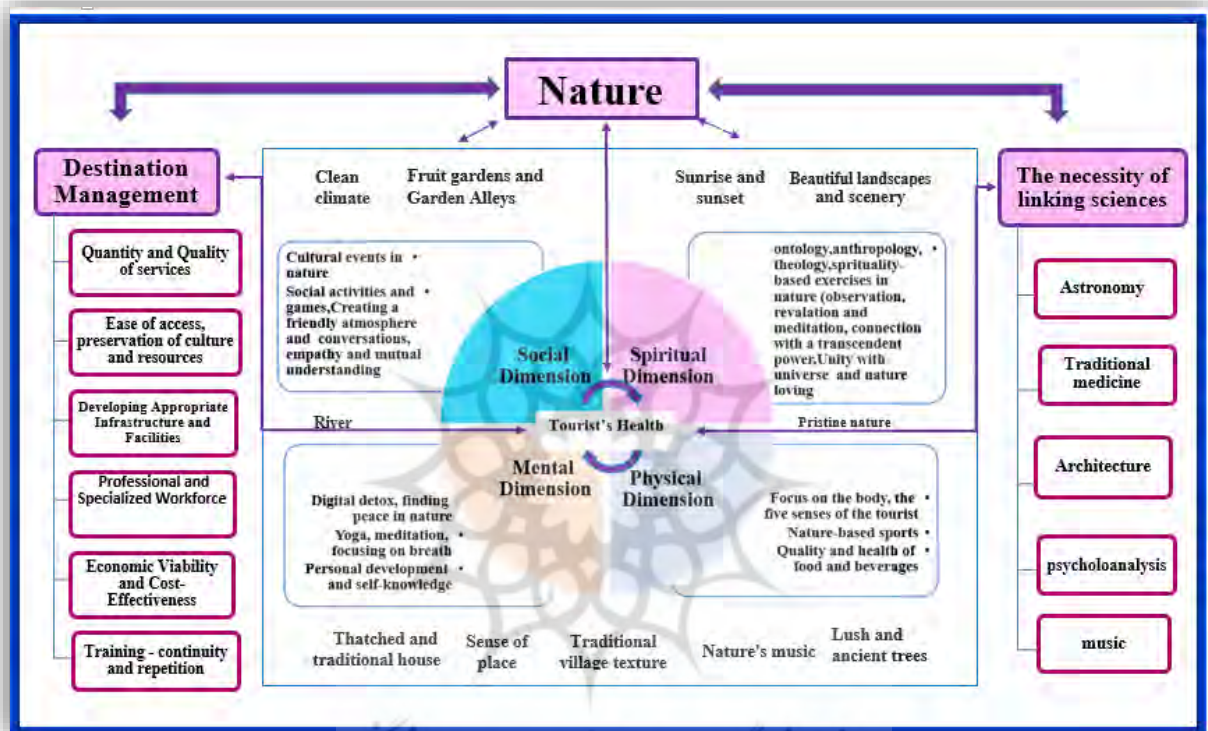 Nature
Destination
Management
Quantity and Quality
of services
Ease of access,
preservation of culture
and resources
Developing Appropriate
Infrastructure and
Facilities
Professional and
Specialized Workforce
Economic Viability
and Cost-
Effectiveness
Training - continuity
and repetition
Clean
climate
Fruit gardens and
Garden Alleys
Sunrise and
sunset
Beautiful landscapes
and scenery
Cultural events in •
nature
Social activities and •
games,Creating a
friendly atmosphere
and conversations,
empathy and mutual
understanding
Social
Dimension
Spiritual
Dimension
ontology,anthropology, •
theology,sprituality-
based exercises in
nature (observation,
revalation and
meditation, connection
with a transcendent
power,Unity with
universe and nature
loving
River
Tourist's Health
Pristine nature
Mental
Dimension
Physical
Dimension
Digital detox, finding
peace in nature
Yoga, meditation, •
focusing on breath
Personal development •
and self-knowledge
Focus on the body, the •
five senses of the tourist
Nature-based sports •
Quality and health of •
food and beverages
Thatched and
traditional house
Sense of
place
Traditional
village texture
Nature's music
Lush and
ancient trees
The necessity of
linking sciences
Astronomy
Traditional
medicine
Architecture
psycholoanalysis
music